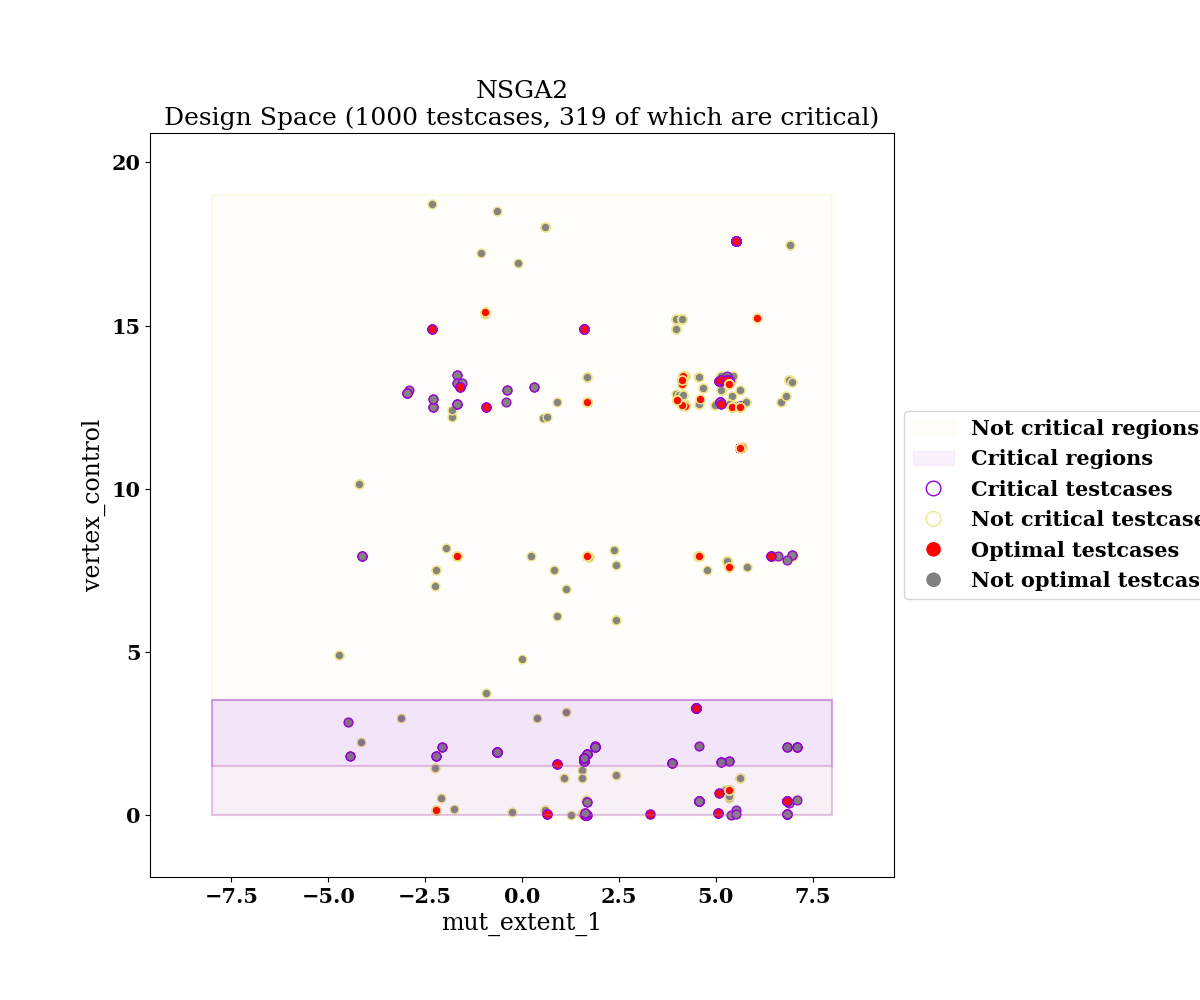 NSGA2
Design Space (1000 testcases, 319 of which are critical)
20
15
10
5
0
vertex_control
−7.5 −5.0 −2.5 0.0 2.5 5.0 7.5
mut_extent_1
Not critical regions
Critical regions
Critical testcases
Not critical testcase
Optimal testcases
Not optimal testcas